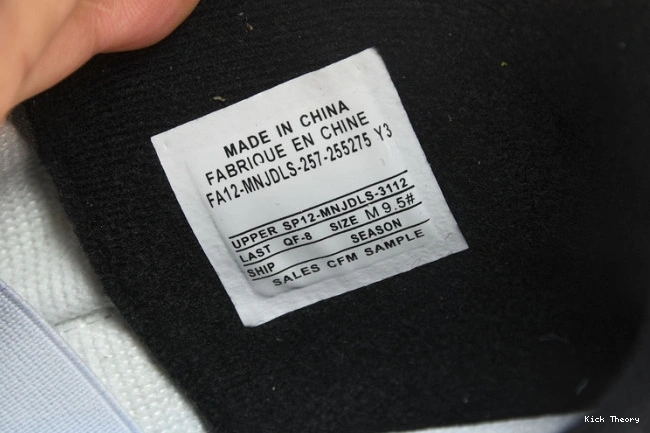 MADE IN CHINA
FABRIQUE EN CHINE
FA12-MNJDLS-257-255275 Y3
UPPER SP12-MNJDLS-3112
LAST QF-8 SIZE M 9.5#
SHIP SEASON
SALES CFM SAMPLE
Kick Theory